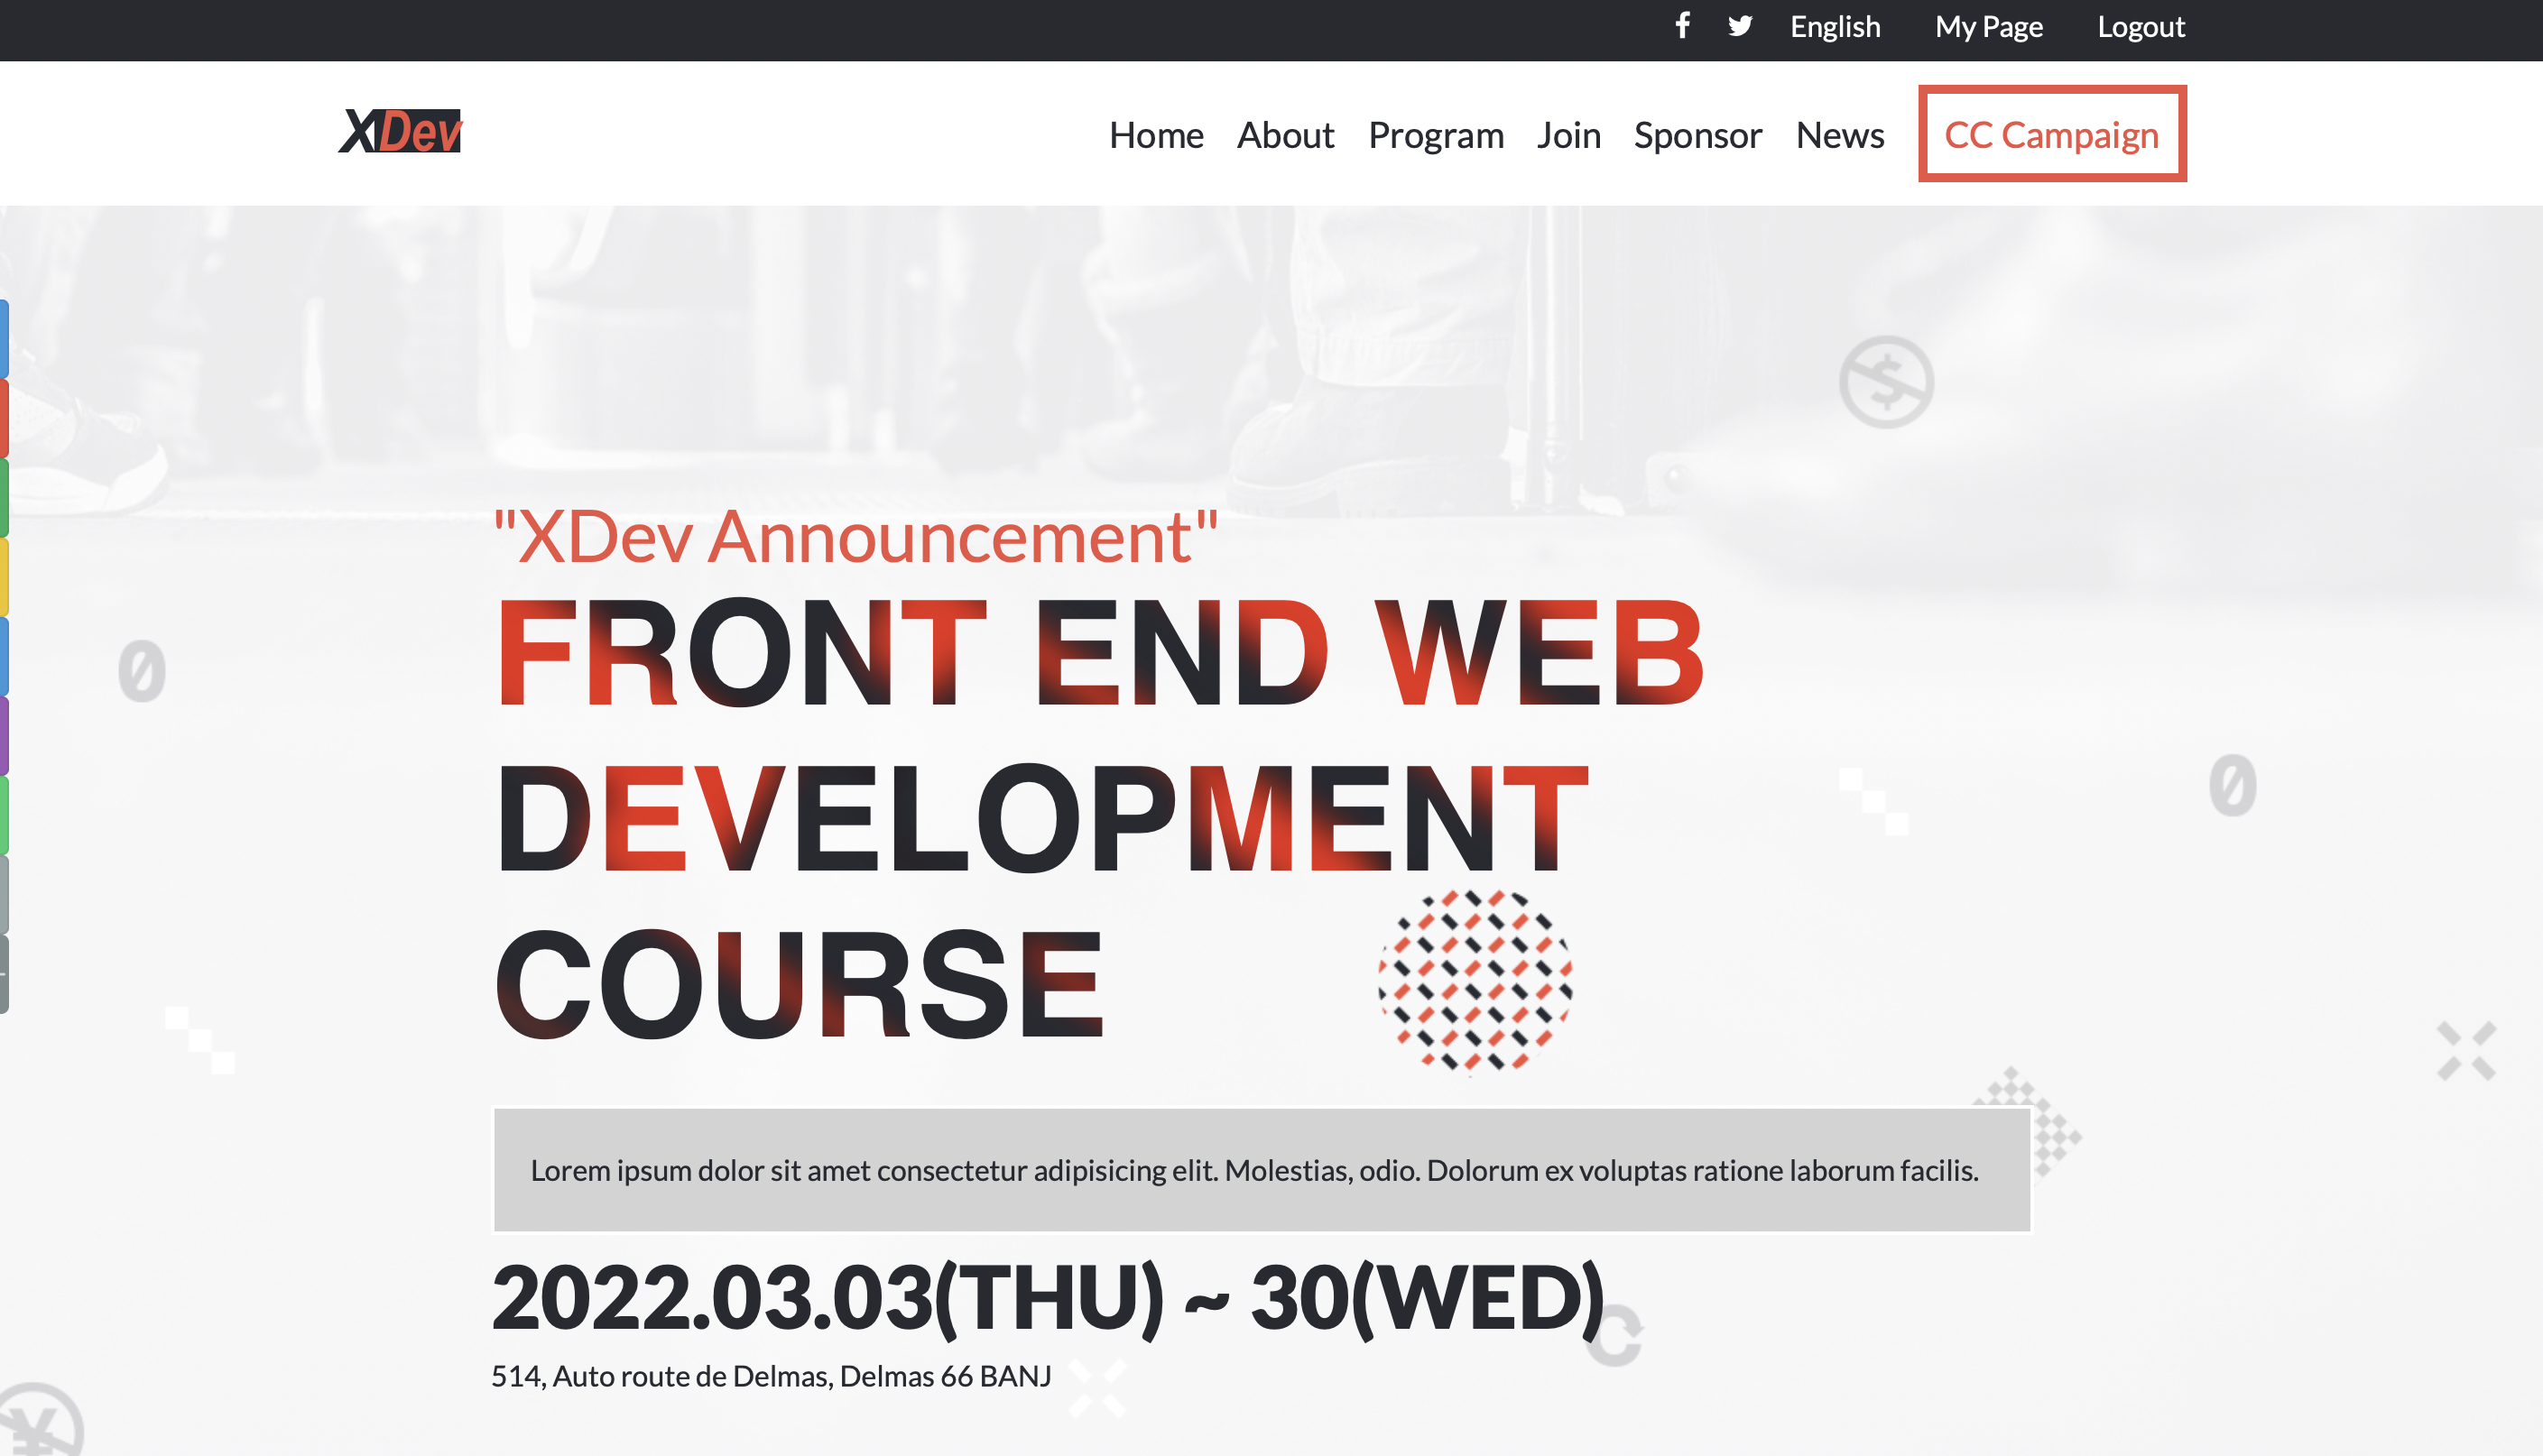 English My Page Logout
XDev
Home About Program Join Sponsor News CC Campaign
"XDev Announcement"
FRONT END WEB
DEVELOPMENT
COURSE
Lorem ipsum dolor sit amet consectetur adipisicing elit. Molestias, odio. Dolorum ex voluptas ratione laborum facilis.
2022.03.03(THU) ~ 30(WED)
514, Auto route de Delmas, Delmas 66 BANJ